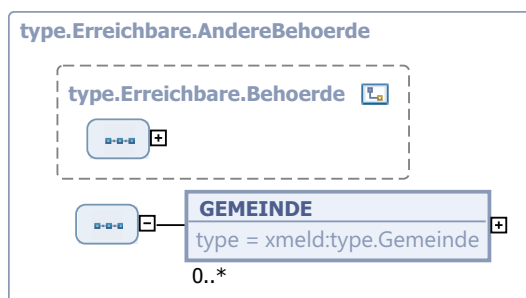 type.Erreichbare.AndereBehoerde
type.Erreichbare.Behoerde
GEMEINDE
type = xmeld:type.Gemeinde
0..*